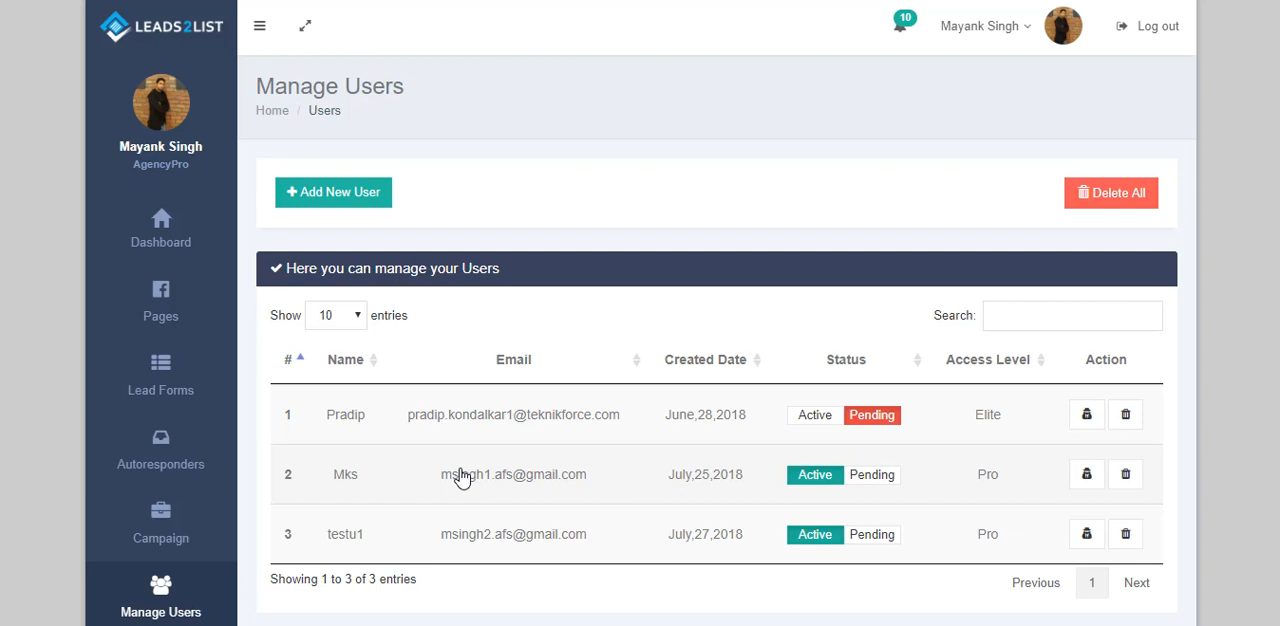 LEADS2LIST
10
Mayank Singh
Log out
Mayank Singh
AgencyPro
Dashboard
Pages
Lead Forms
Autoresponders
Campaign
Manage Users
Manage Users
Home / Users
+ Add New User
Delete All
Here you can manage your Users
Show 10 entries
Search:
# Name Email Created Date Status Access Level Action
1 Pradip pradip.kondalkar1@teknikforce.com June,28,2018 Active Pending Elite
2 Mks msingh1.afs@gmail.com July,25,2018 Active Pending Pro
3 testu1 msingh2.afs@gmail.com July,27,2018 Active Pending Pro
Showing 1 to 3 of 3 entries
Previous 1 Next